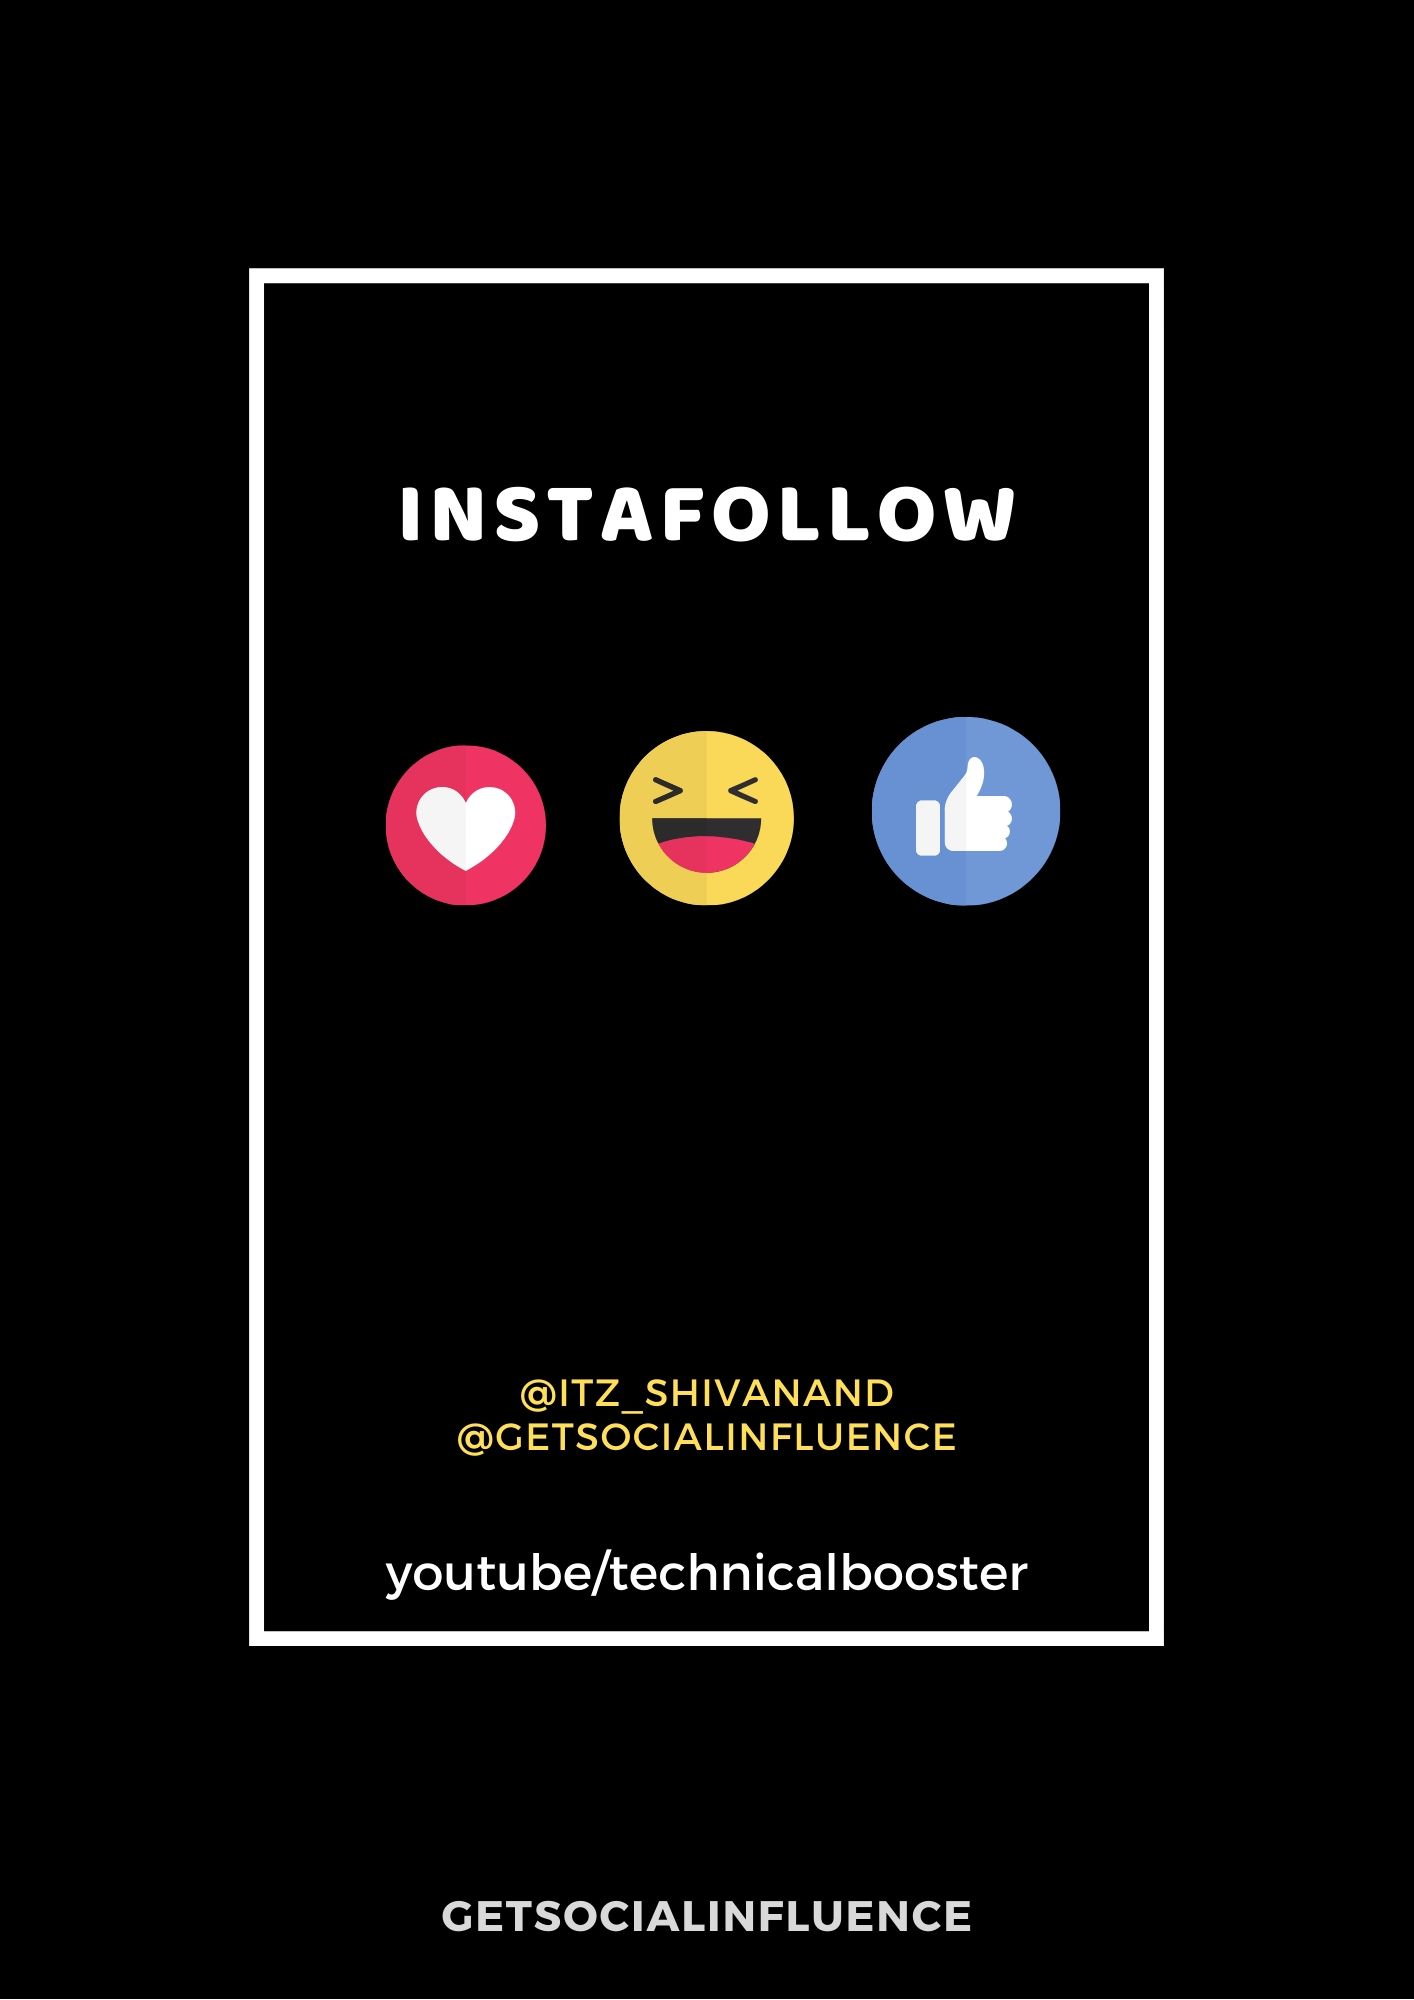 INSTAFOLLOW
@ITZ_SHIVANAND
@GETSOCIALINFLUENCE
youtube/technicalbooster
GETSOCIALINFLUENCE